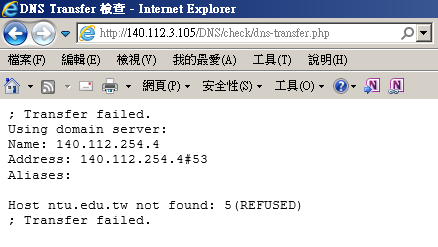 DNS Transfer 檢查 - Internet Explorer
http://140.112.3.105/DNS/check/dns-transfer.php
檔案(F) 編輯(E) 檢視(V) 我的最愛(A) 工具(T) 說明(H)
網頁(P) 安全性(S) 工具(O)
; Transfer failed.
Using domain server:
Name: 140.112.254.4
Address: 140.112.254.4#53
Aliases:
Host ntu.edu.tw not found: 5(REFUSED)
; Transfer failed.